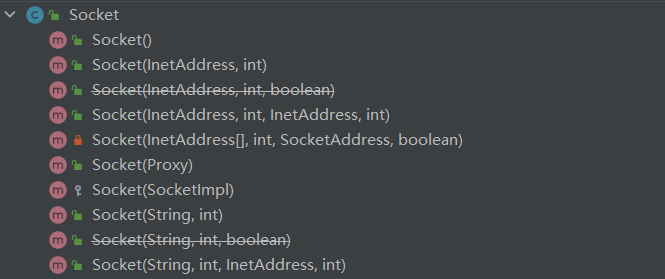 Socket
Socket()
Socket(InetAddress, int)
Socket(InetAddress, int, boolean)
Socket(InetAddress, int, InetAddress, int)
Socket(InetAddress[], int, SocketAddress, boolean)
Socket(Proxy)
Socket(SocketImpl)
Socket(String, int)
Socket(String, int, boolean)
Socket(String, int, InetAddress, int)